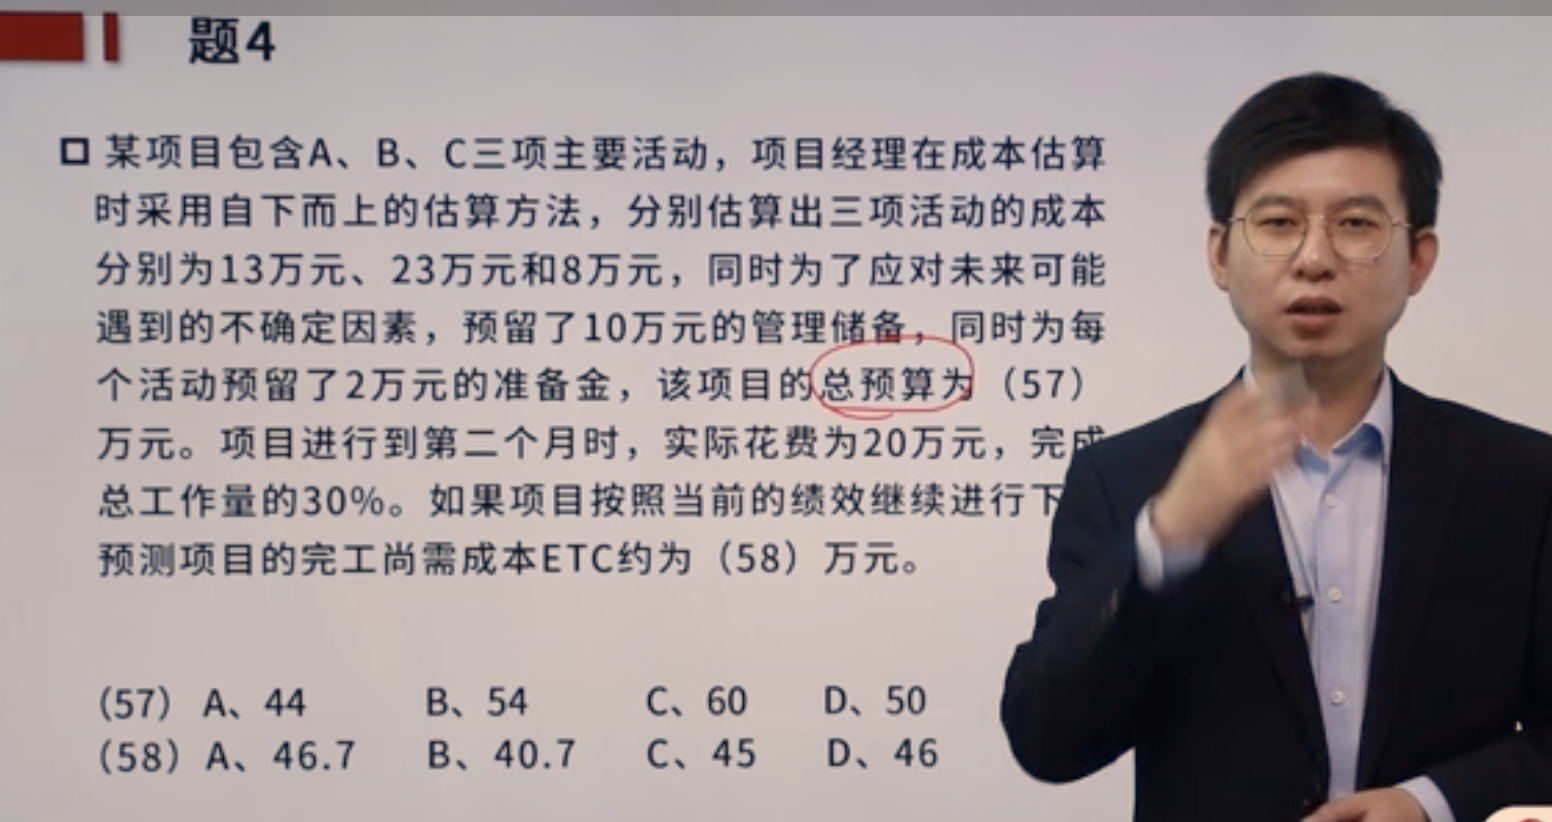 题4
口 某项目包含A、B、C三项主要活动，项目经理在成本估算
时采用自下而上的估算方法，分别估算出三项活动的成本
分别为13万元、23万元和8万元，同时为了应对未来可能
遇到的不确定因素，预留了10万元的管理储备，同时为每
个活动预留了2万元的准备金，该项目的总预算为（57）
万元。项目进行到第二个月时，实际花费为20万元，完成
总工作量的30%。如果项目按照当前的绩效继续进行下
预测项目的完工尚需成本ETC约为（58）万元。
（57）A、44 B、54 C、60 D、50
（58）A、46.7 B、40.7 C、45 D、46